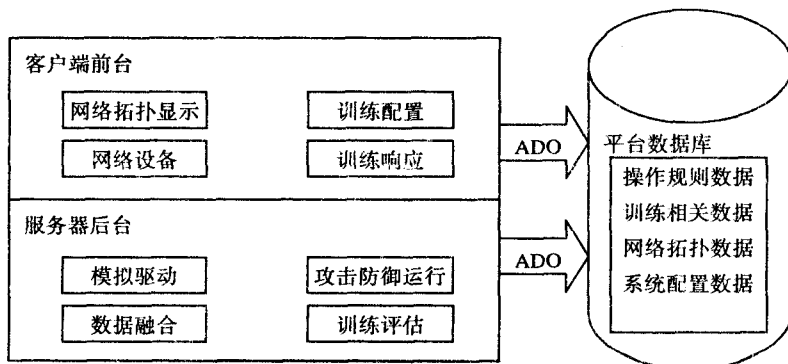 客户端前台
网络拓扑显示
训练配置
网络设备
训练响应
ADO
服务器后台
模拟驱动
攻击防御运行
数据融合
训练评估
ADO
平台数据库
操作规则数据
训练相关数据
网络拓扑数据
系统配置数据